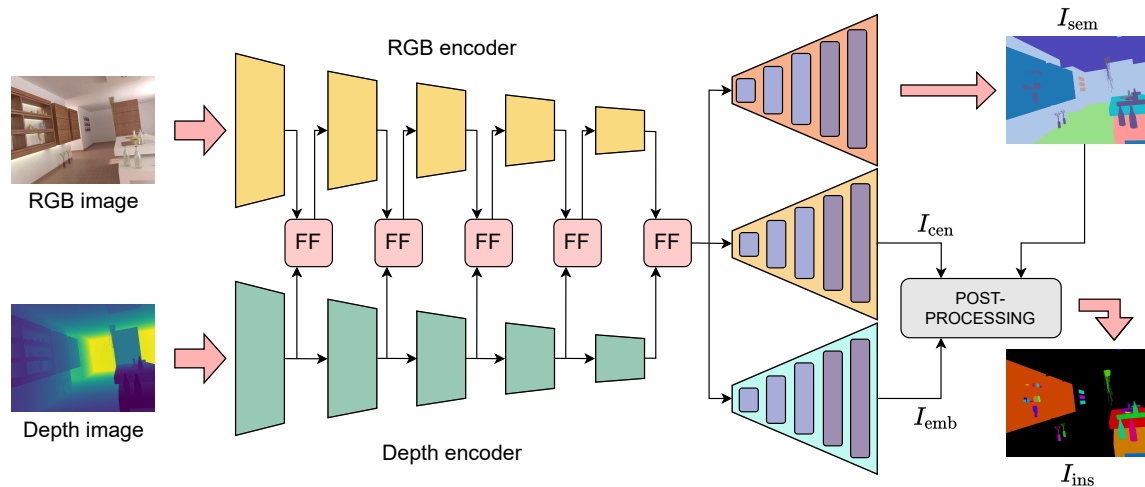 RGB encoder
I_sem
RGB image
FF FF FF FF FF
I_cen
POST-
PROCESSING
Depth image
I_emb
Depth encoder
I_ins